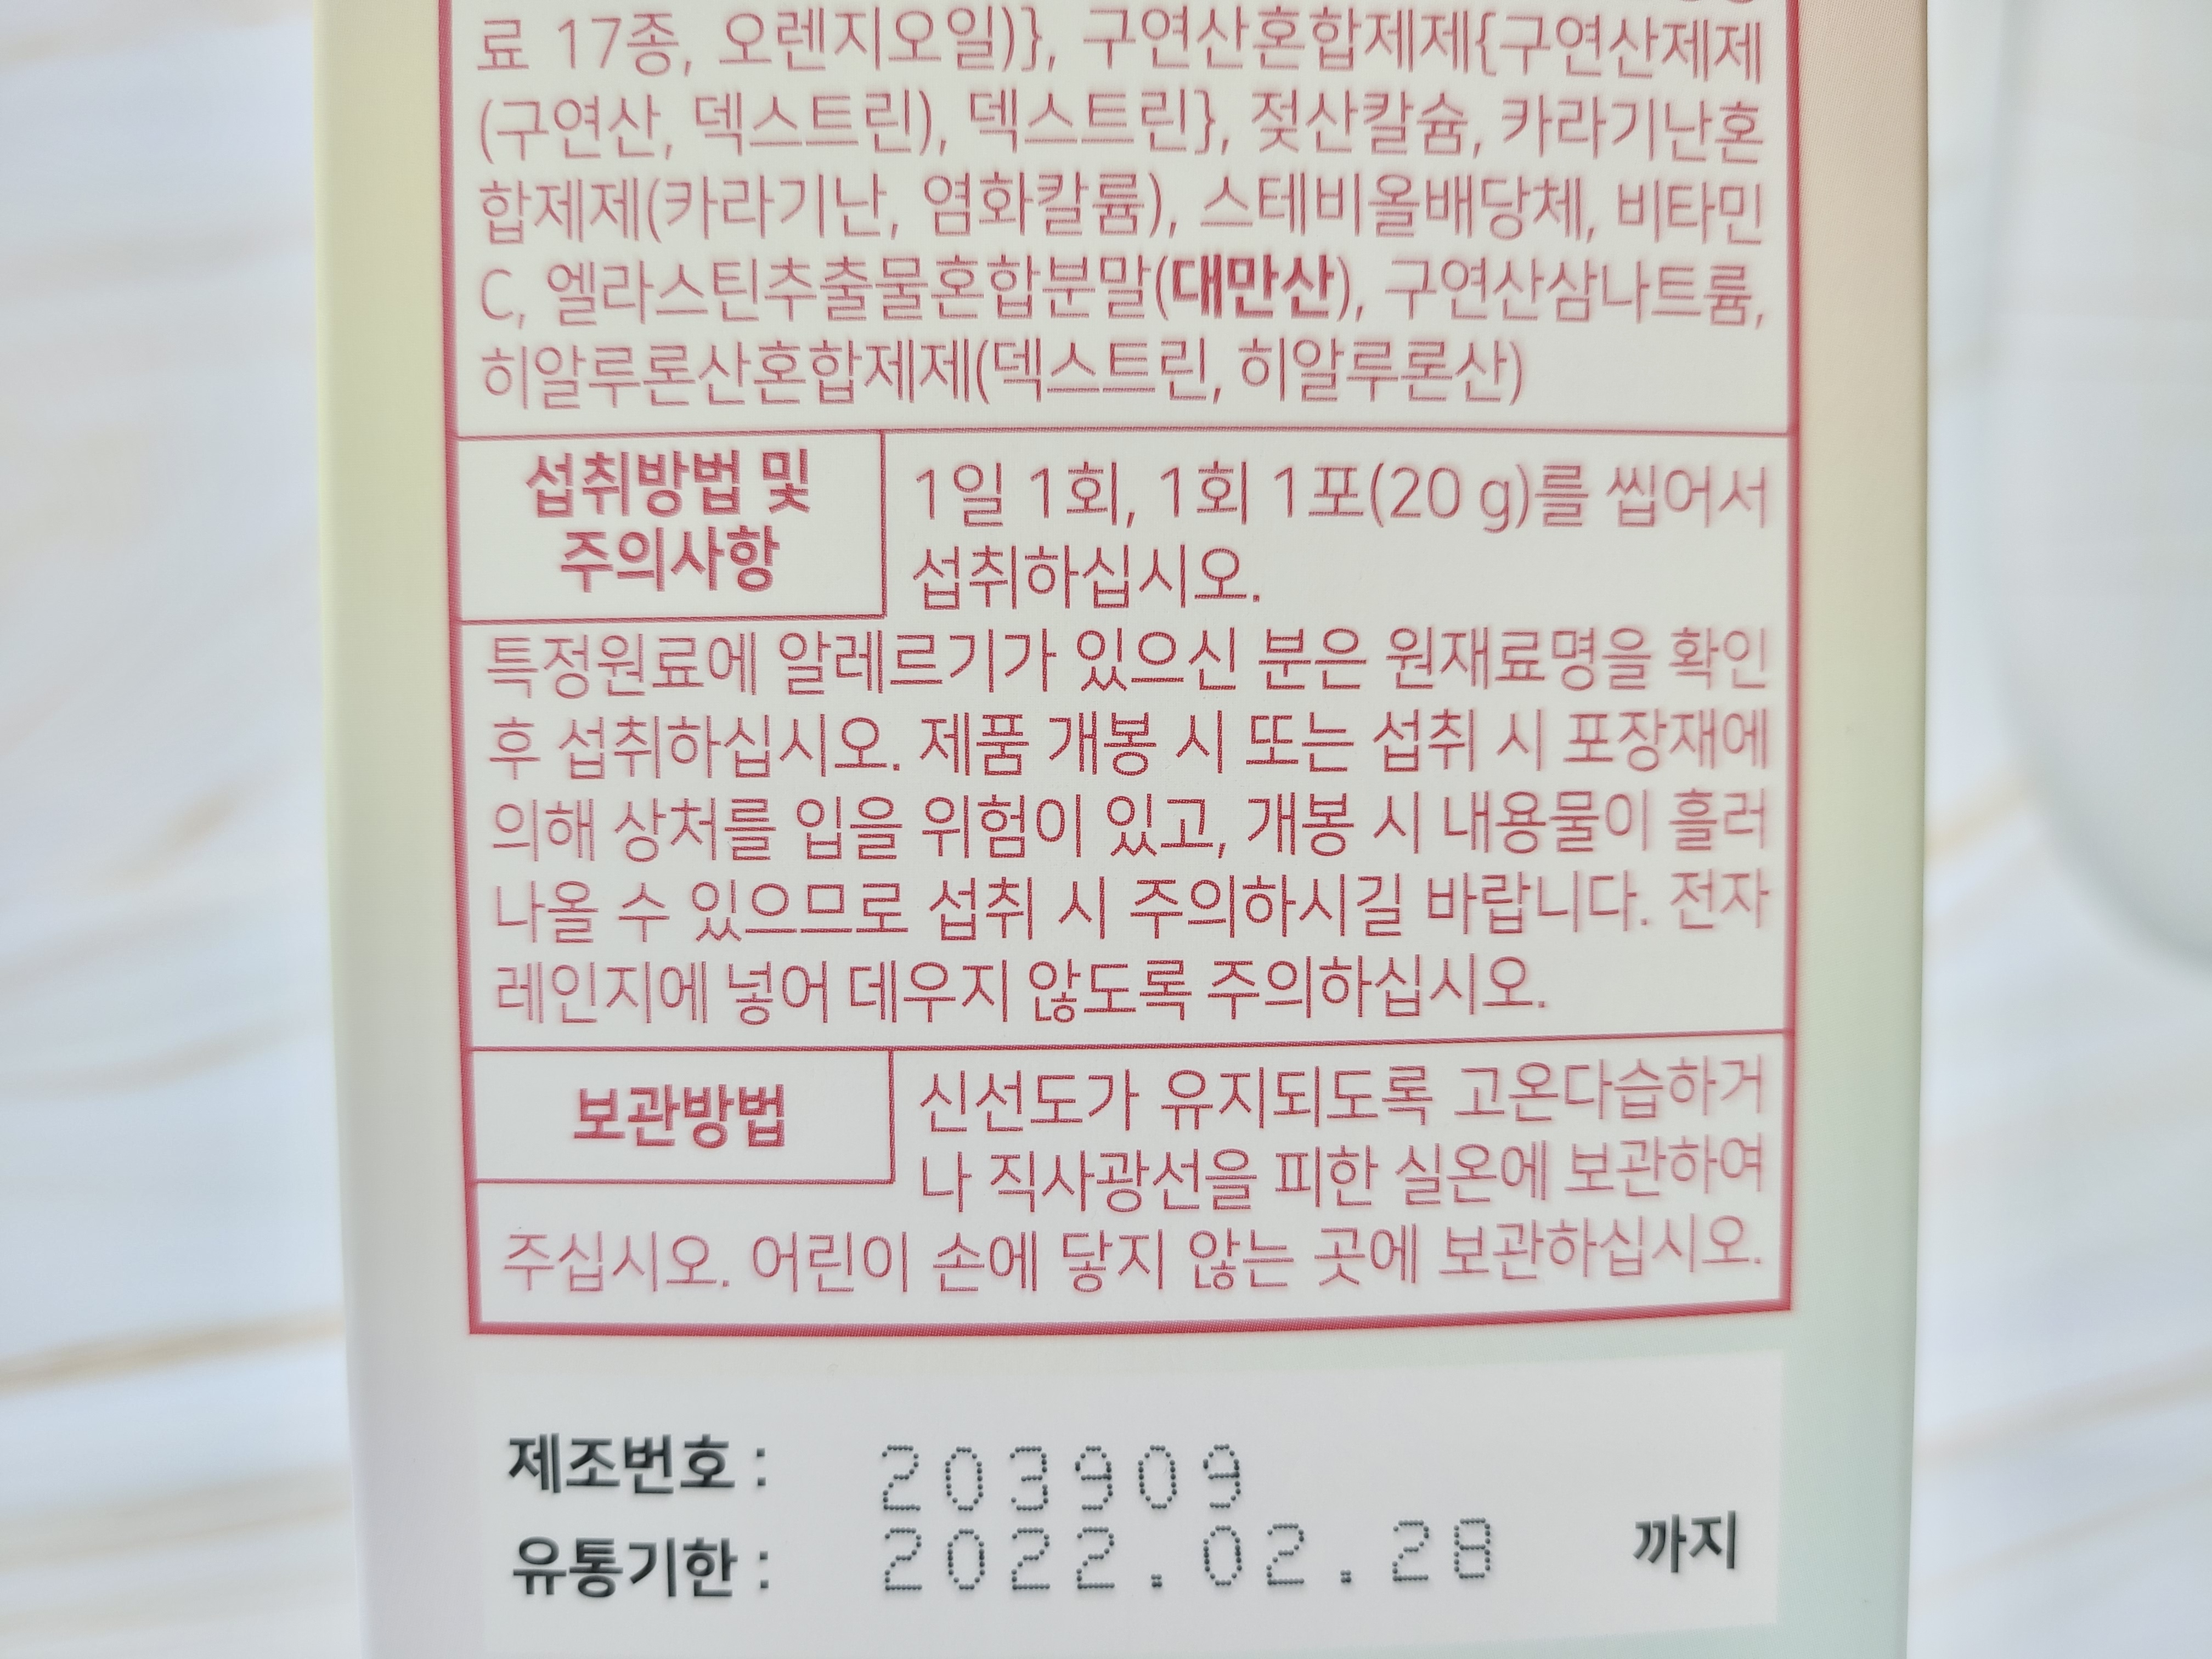 료 17종, 오렌지오일)}, 구연산혼합제제{구연산제제
(구연산, 덱스트린), 덱스트린}, 젖산칼슘, 카라기난혼
합제제(카라기난, 염화칼륨), 스테비올배당체, 비타민
C, 엘라스틴추출물혼합분말(대만산), 구연산삼나트륨,
히알루론산혼합제제(덱스트린, 히알루론산)
섭취방법 및
주의사항
1일 1회, 1회 1포(20 g)를 씹어서
섭취하십시오.
특정원료에 알레르기가 있으신 분은 원재료명을 확인
후 섭취하십시오. 제품 개봉 시 또는 섭취 시 포장재에
의해 상처를 입을 위험이 있고, 개봉 시 내용물이 흘러
나올 수 있으므로 섭취 시 주의하시길 바랍니다. 전자
레인지에 넣어 데우지 않도록 주의하십시오.
보관방법
신선도가 유지되도록 고온다습하거
나 직사광선을 피한 실온에 보관하여
주십시오. 어린이 손에 닿지 않는 곳에 보관하십시오.
제조번호 : 203909
유통기한 : 2022.02.28 까지